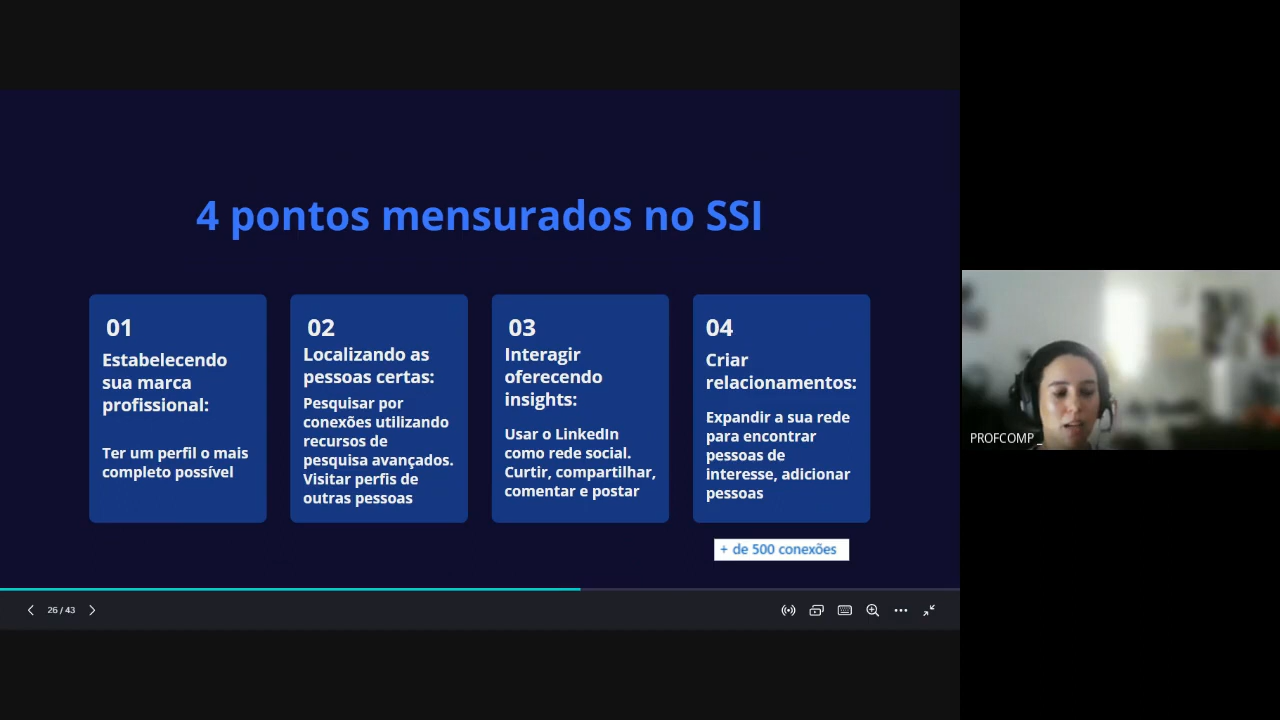 4 pontos mensurados no SSI
01
Estabelecendo
sua marca
profissional:
Ter um perfil o mais
completo possível
02
Localizando as
pessoas certas:
Pesquisar por
conexões utilizando
recursos de
pesquisa avançados.
Visitar perfis de
outras pessoas
03
Interagir
oferecendo
insights:
Usar o LinkedIn
como rede social.
Curtir, compartilhar,
comentar e postar
04
Criar
relacionamentos:
Expandir a sua rede
para encontrar
pessoas de
interesse, adicionar
pessoas
+ de 500 conexões
26 / 43
PROFCOMP _